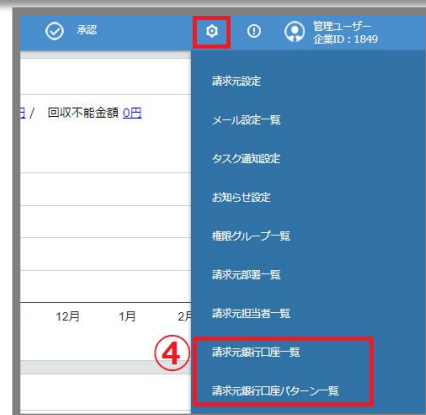 承認
管理ユーザー
企業ID：1849
請求元設定
円 / 回収不能金額 0円
メール設定一覧
タスク通知設定
お知らせ設定
権限グループ一覧
請求元部署一覧
12月 1月 2月
請求元担当者一覧
④
請求元銀行口座一覧
請求元銀行口座パターン一覧